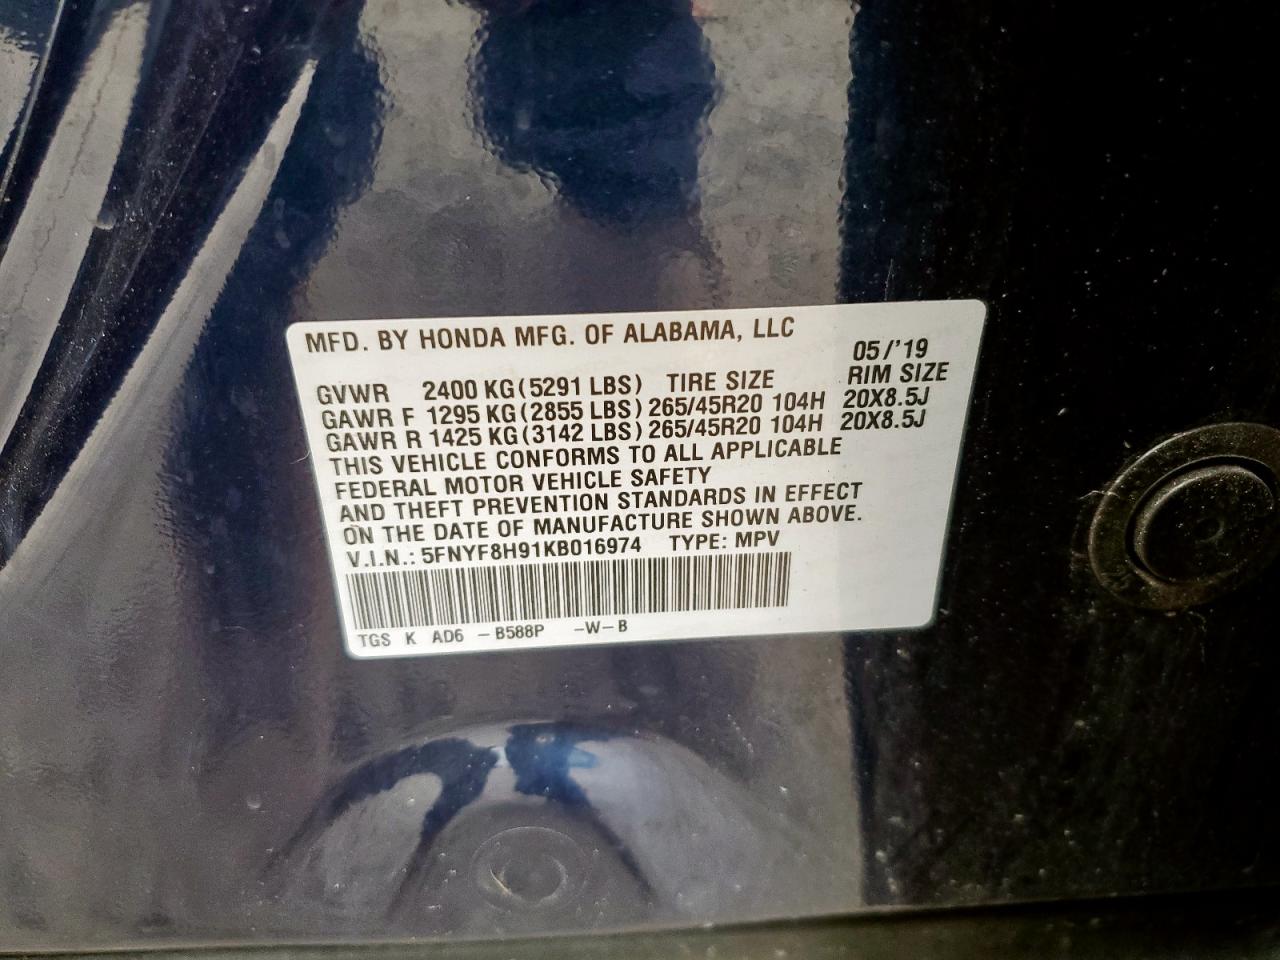 MFD. BY HONDA MFG. OF ALABAMA, LLC
05/'19
GVWR 2400 KG(5291 LBS) TIRE SIZE RIM SIZE
GAWR F 1295 KG(2855 LBS) 265/45R20 104H 20X8.5J
GAWR R 1425 KG(3142 LBS) 265/45R20 104H 20X8.5J
THIS VEHICLE CONFORMS TO ALL APPLICABLE
FEDERAL MOTOR VEHICLE SAFETY
AND THEFT PREVENTION STANDARDS IN EFFECT
ON THE DATE OF MANUFACTURE SHOWN ABOVE.
V.I.N.: 5FNYF8H91KB016974 TYPE: MPV
TGS K AD6 -B588P -W-B